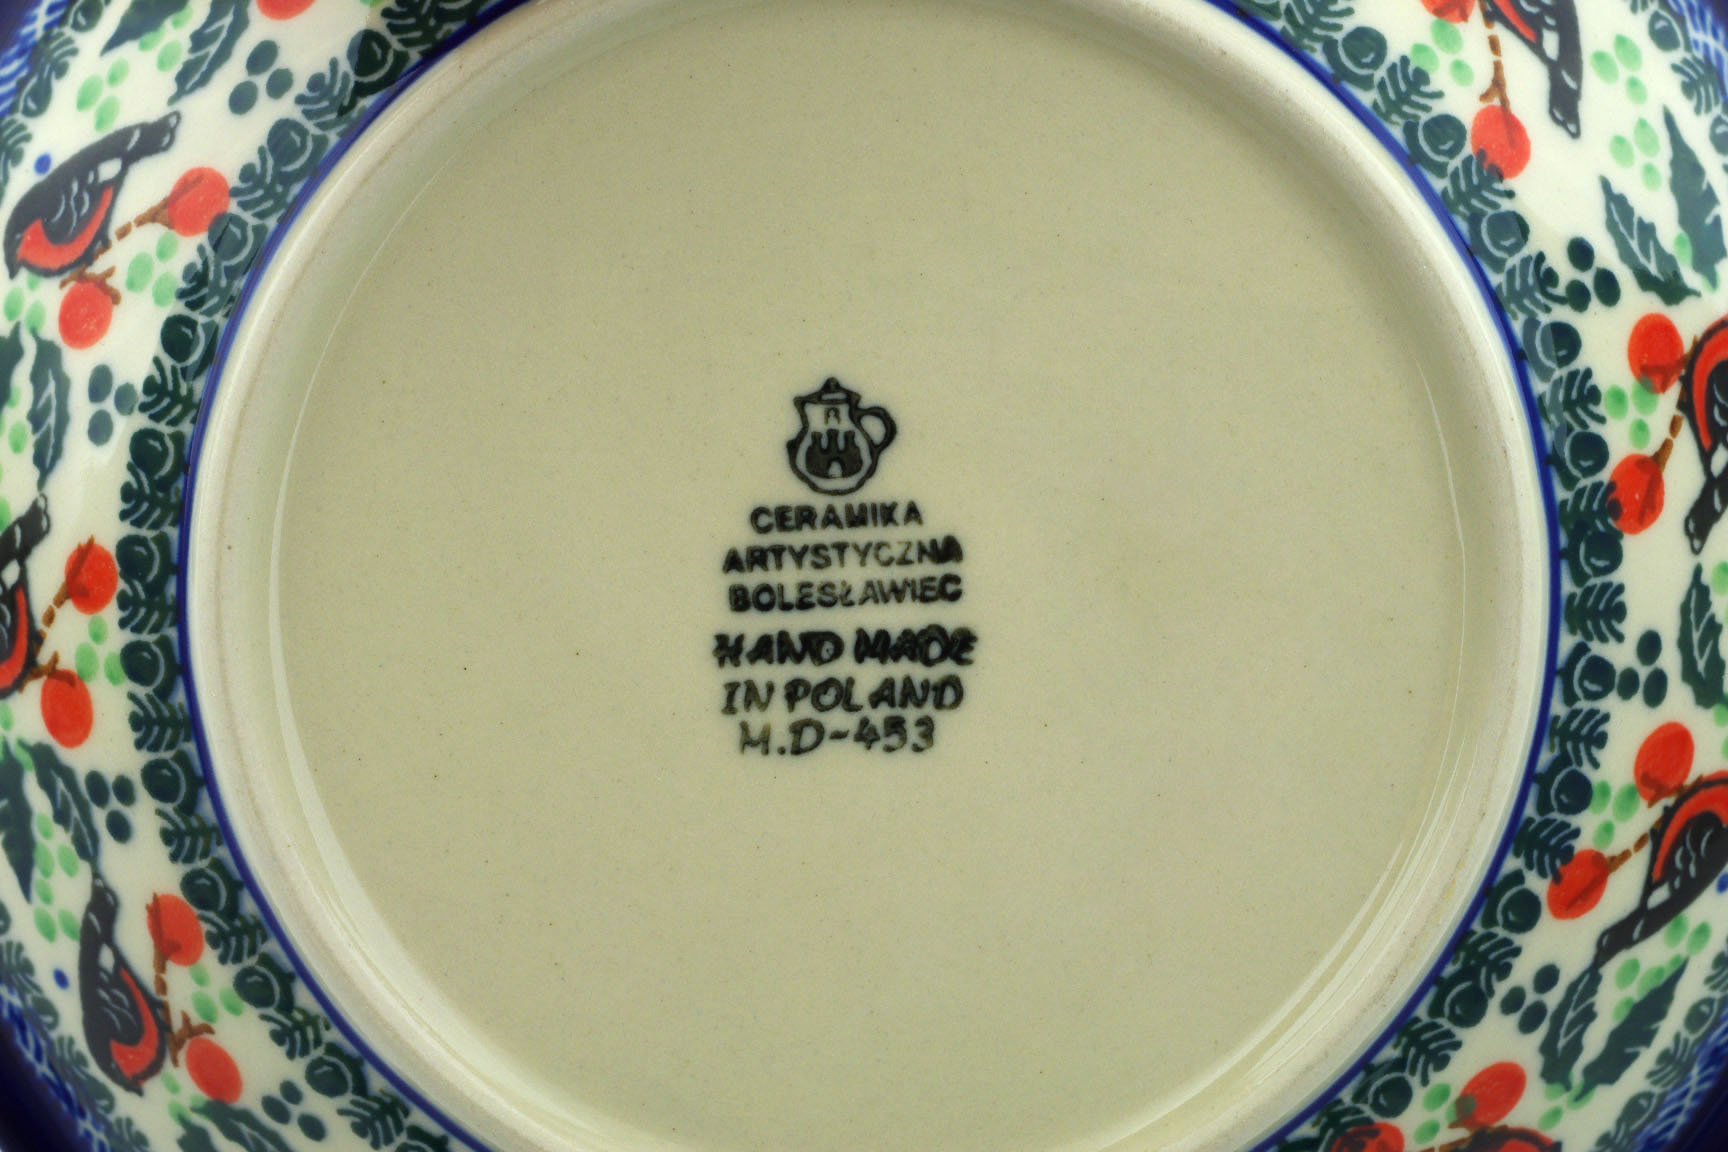 CERAMIKA
ARTYSTYCZNA
BOLESŁAWIEC
HAND MADE
IN POLAND
M.D-453